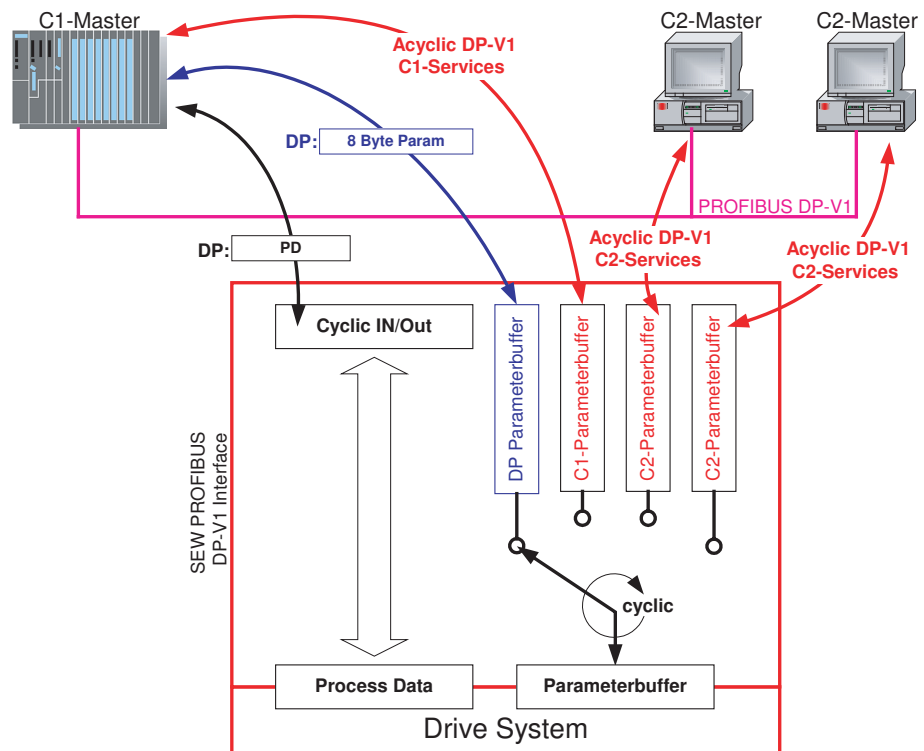 C1-Master
C2-Master
C2-Master
Acyclic DP-V1
C1-Services
DP:
8 Byte Param
PROFIBUS DP-V1
DP:
PD
Acyclic DP-V1
C2-Services
Acyclic DP-V1
C2-Services
Cyclic IN/Out
DP Parameterbuffer
C1-Parameterbuffer
C2-Parameterbuffer
C2-Parameterbuffer
SEW PROFIBUS
DP-V1 Interface
cyclic
Process Data
Parameterbuffer
Drive System